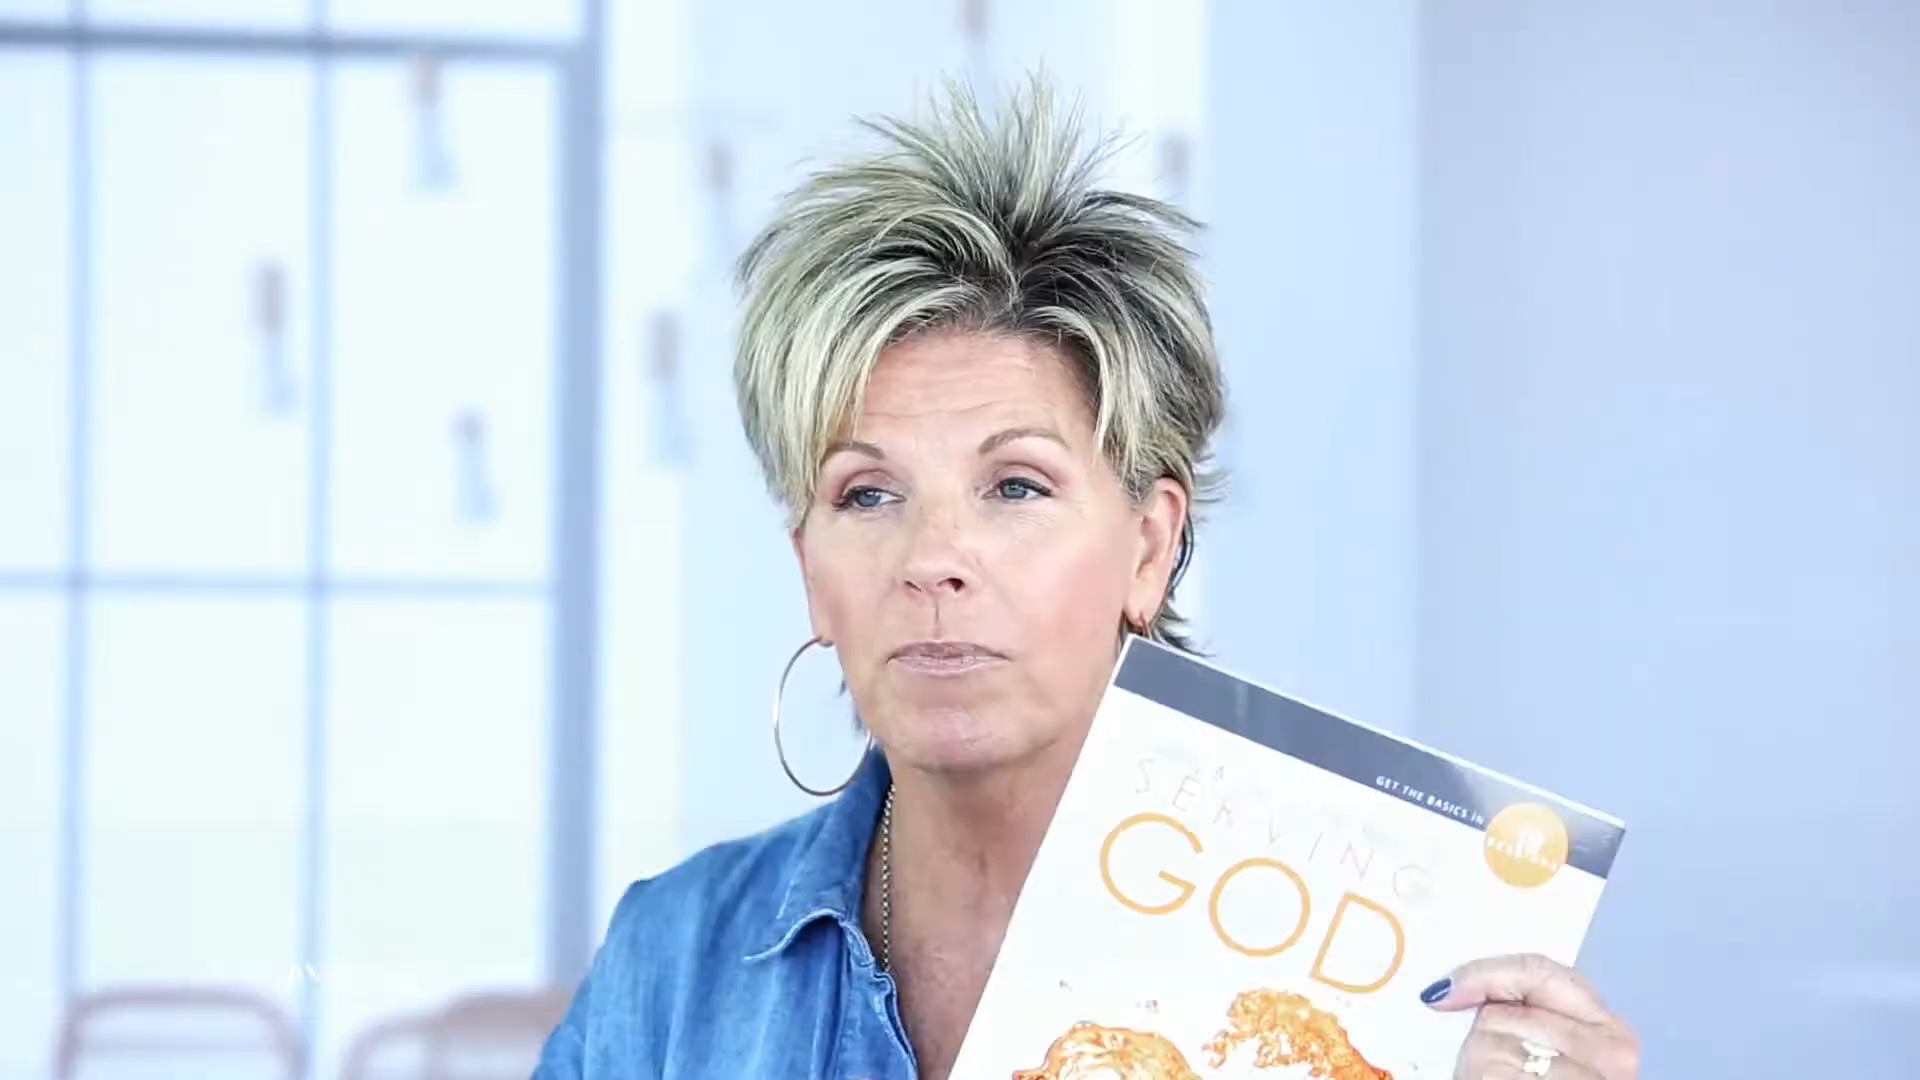 GET THE BASICS IN
SERVING
GOD